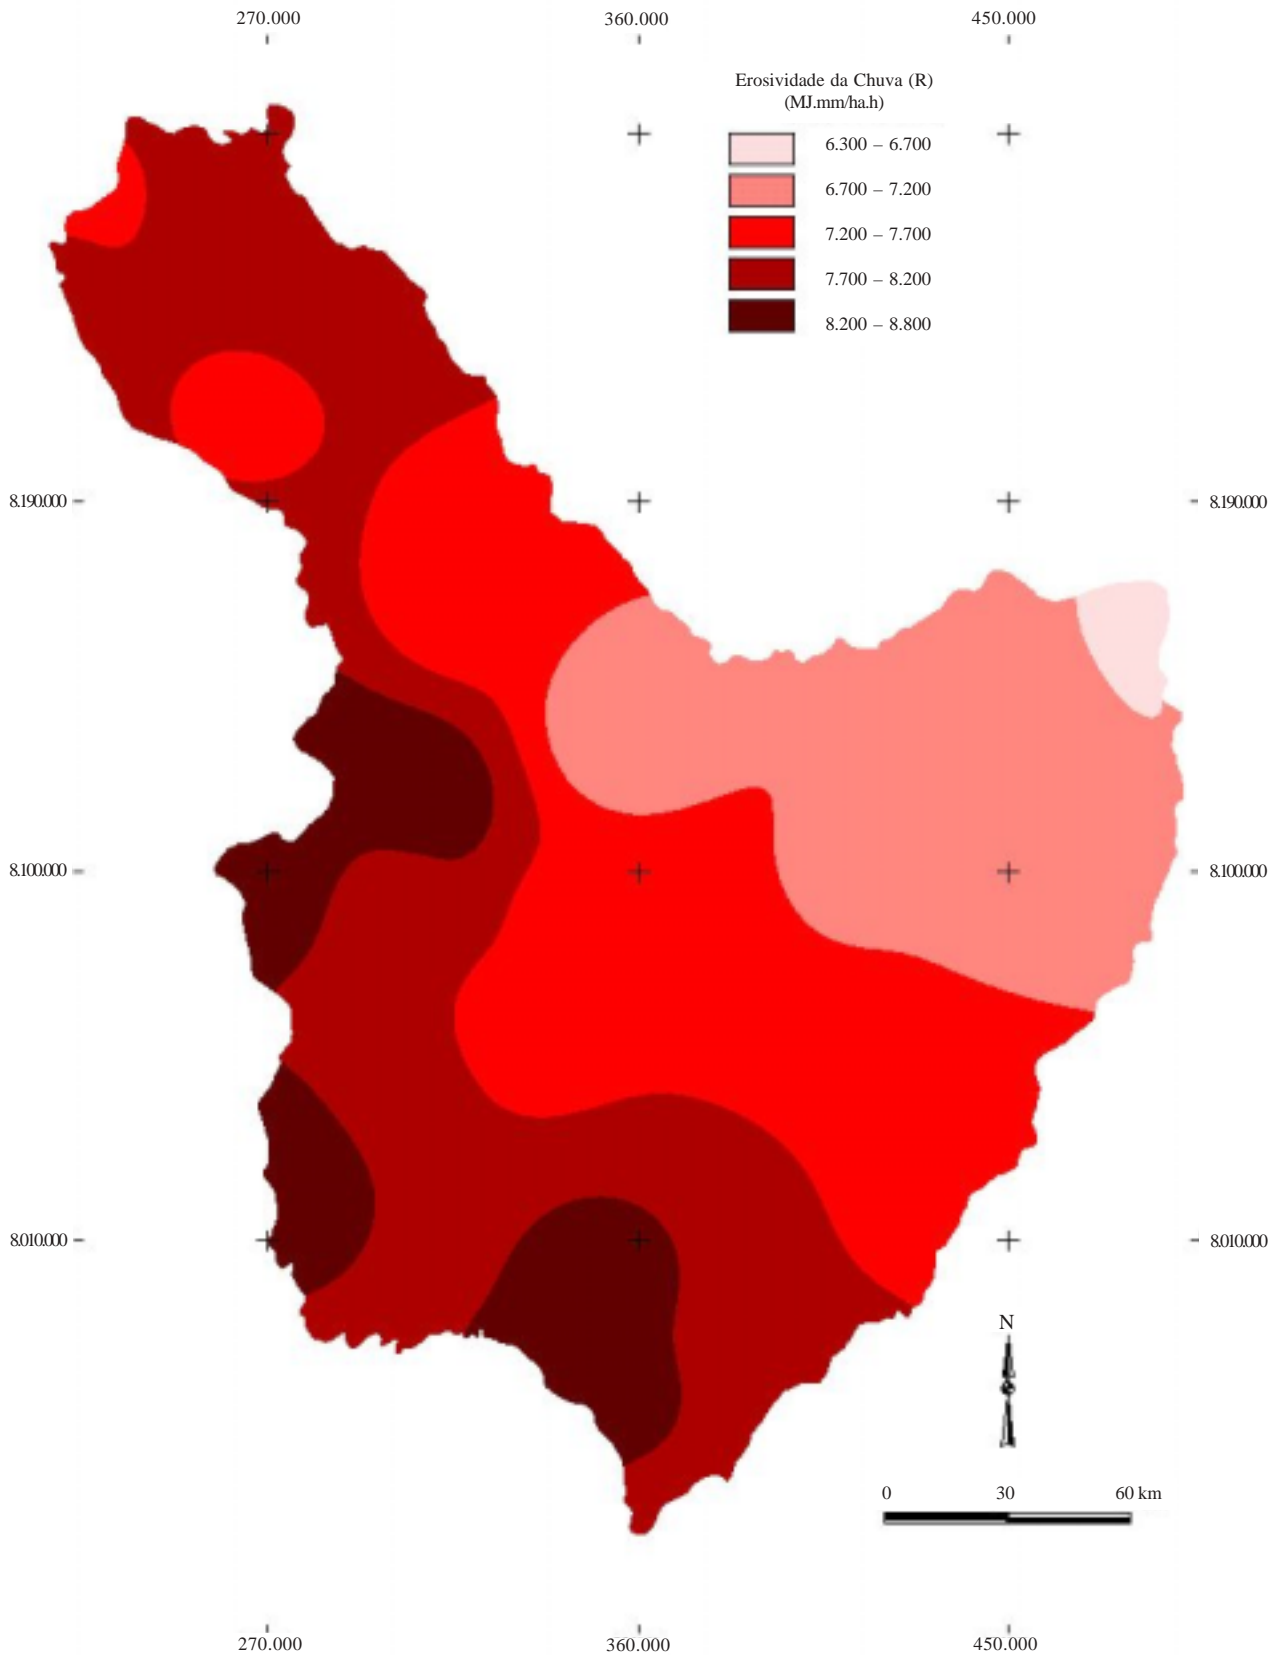 270.000 360.000 450.000
Erosividade da Chuva (R)
(MJ.mm/ha.h)
6.300 – 6.700
6.700 – 7.200
7.200 – 7.700
7.700 – 8.200
8.200 – 8.800
8.190.000 8.190.000
8.100.000 8.100.000
8.010.000 8.010.000
N
0 30 60 km
270.000 360.000 450.000